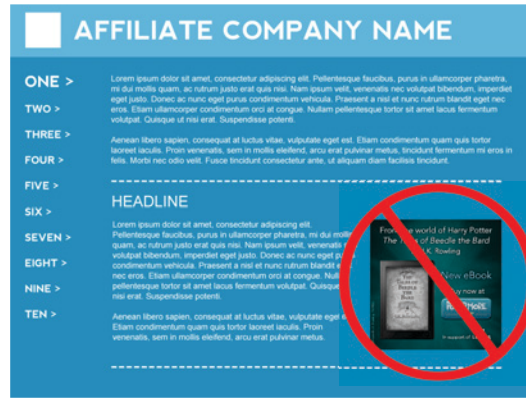 AFFILIATE COMPANY NAME
ONE >
TWO >
THREE >
FOUR >
FIVE >
SIX >
SEVEN >
EIGHT >
NINE >
TEN >
Lorem ipsum dolor sit amet, consectetur adipiscing elit. Pellentesque faucibus, purus in ullamcorper pharetra,
mi dui mollis quam, ac rutrum justo erat quis nisi. Nam ipsum velit, venenatis nec volutpat bibendum, imperdiet
eget justo. Donec ac nunc eget purus condimentum vehicula. Praesent a nisl et nunc rutrum blandit eget nec
eros. Etiam ullamcorper condimentum orci at congue. Nullam pellentesque tortor sit amet lacus fermentum
volutpat. Quisque ut nisi erat. Suspendisse potenti.
Aenean libero sapien, consequat at luctus vitae, vulputate eget est. Etiam condimentum quam quis tortor
laoreet iaculis. Proin venenatis, sem in mollis eleifend, arcu erat pulvinar metus, tincidunt fermentum mi eros in
felis. Morbi nec odio velit. Fusce tincidunt consectetur ante, ut aliquam diam facilisis tincidunt.
HEADLINE
Lorem ipsum dolor sit amet, consectetur adipiscing elit.
Pellentesque faucibus, purus in ullamcorper pharetra, mi dui mollis
quam, ac rutrum justo erat quis nisi. Nam ipsum velit, venenatis
volutpat bibendum, imperdiet eget justo. Donec ac nunc eget
condimentum vehicula. Praesent a nisl et nunc rutrum blandit
nec eros. Etiam ullamcorper condimentum orci at congue. Nullam
pellentesque tortor sit amet lacus fermentum volutpat. Quisque
nisi erat. Suspendisse potenti.
Aenean libero sapien, consequat at luctus vitae, vulputate eget
Etiam condimentum quam quis tortor laoreet iaculis. Proin
venenatis, sem in mollis eleifend, arcu erat pulvinar metus.
From the world of Harry Potter
The Tales of Beedle the Bard
J.K. Rowling
THE
TALES OF
BEEDLE
THE
BARD
New eBook
Buy now at